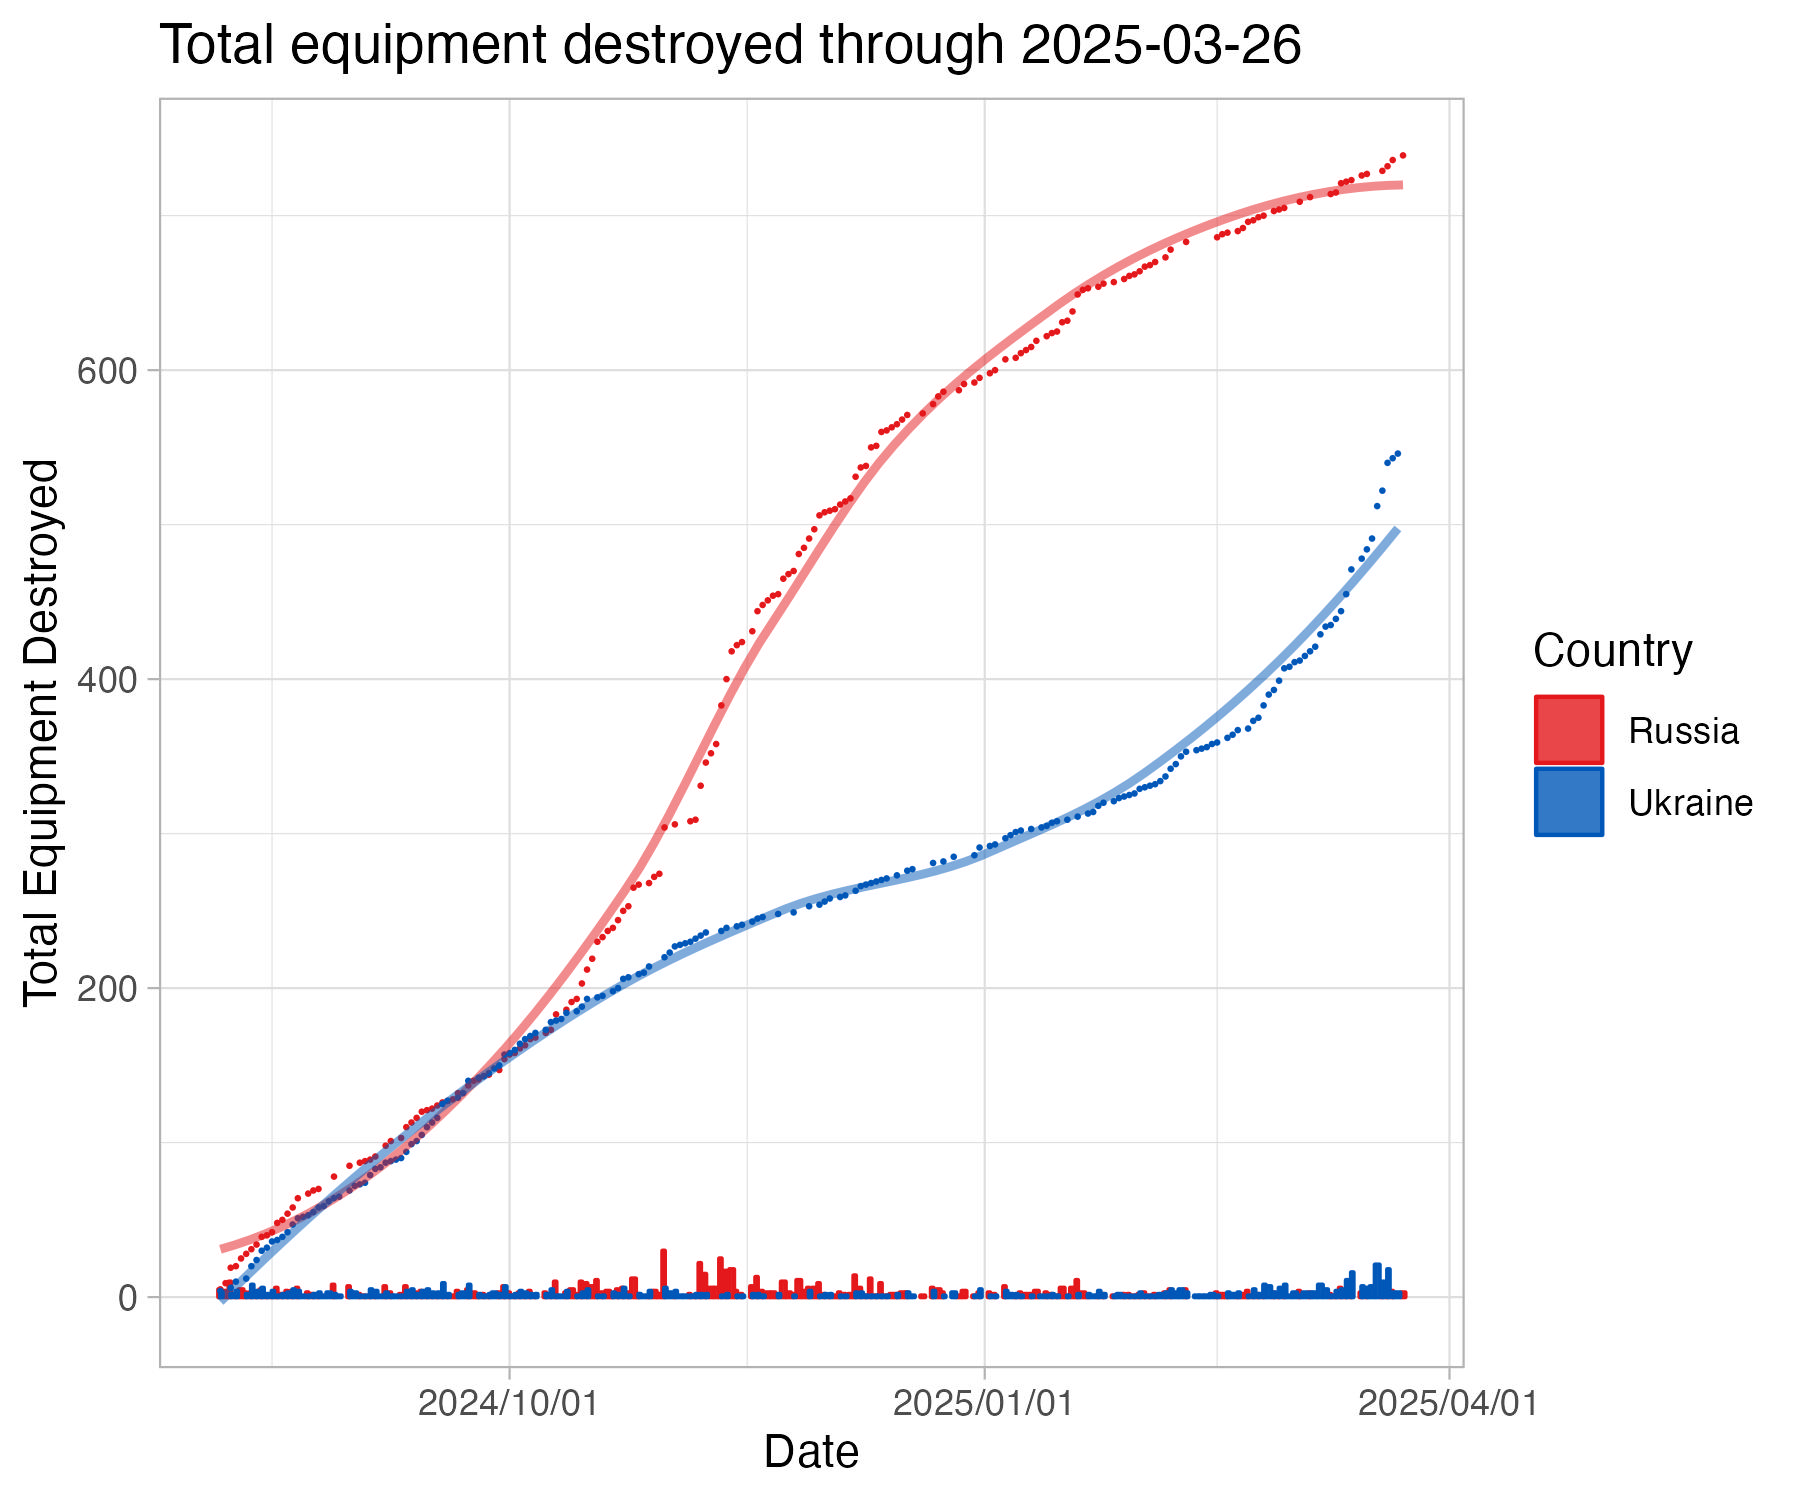 Total equipment destroyed through 2025-03-26
Total Equipment Destroyed
600
400
200
0
2024/10/01
2025/01/01
2025/04/01
Date
Country
Russia
Ukraine